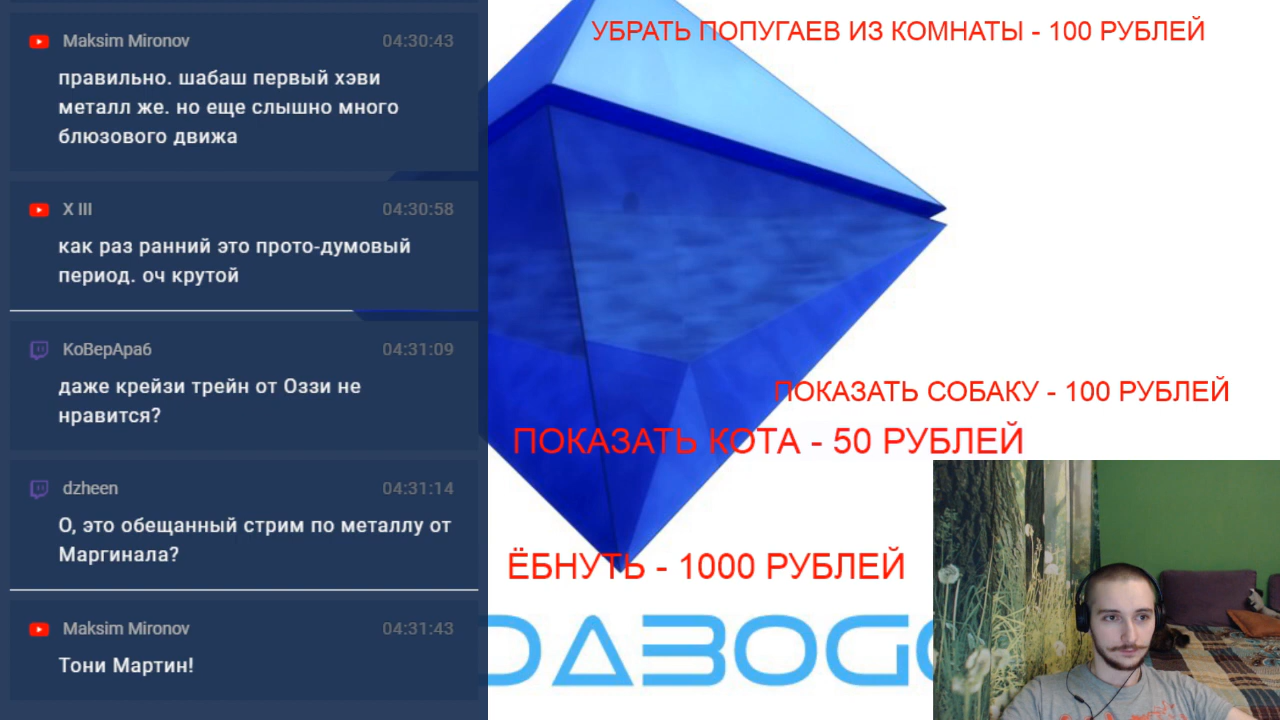 Maksim Mironov
04:30:43
правильно. шабаш первый хэви
металл же. но еще слышно много
блюзового движа
X III
04:30:58
как раз ранний это прото-думовый
период. оч крутой
КоВерАраб
04:31:09
даже крейзи трейн от Оззи не
нравится?
dzheen
04:31:14
О, это обещанный стрим по металлу от
Маргинала?
Maksim Mironov
04:31:43
Тони Мартин!
УБРАТЬ ПОПУГАЕВ ИЗ КОМНАТЫ - 100 РУБЛЕЙ
ПОКАЗАТЬ СОБАКУ - 100 РУБЛЕЙ
ПОКАЗАТЬ КОТА - 50 РУБЛЕЙ
ЁБНУТЬ - 1000 РУБЛЕЙ